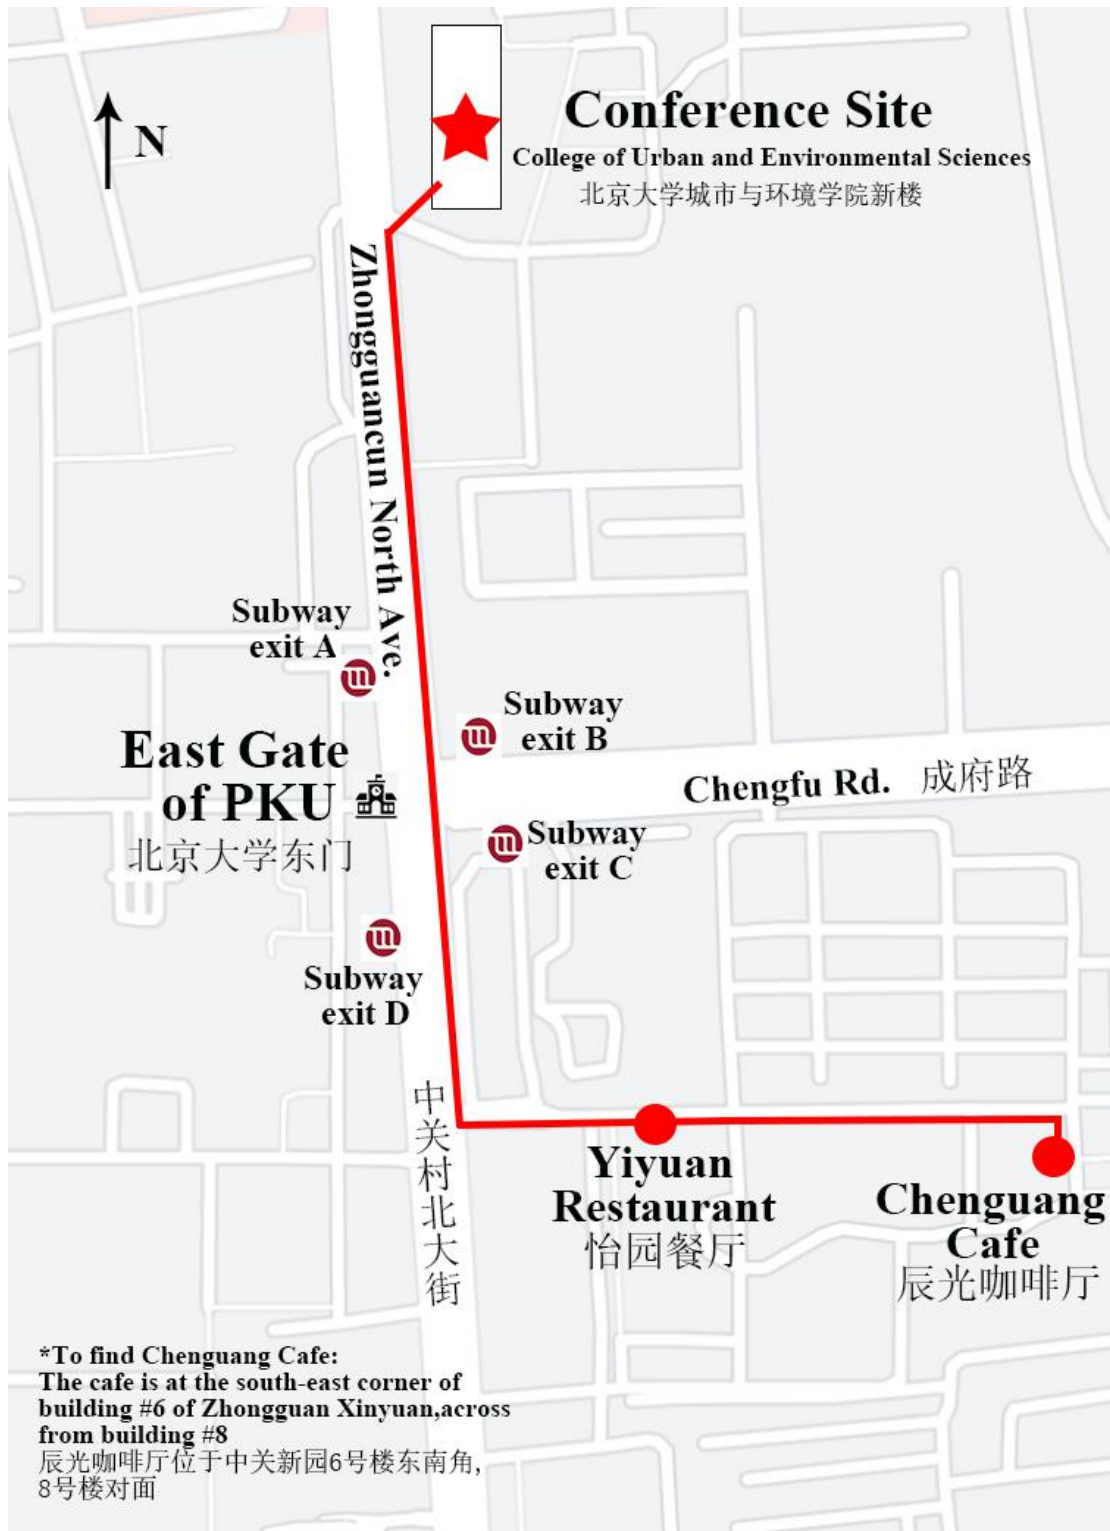 N
Conference Site
College of Urban and Environmental Sciences
北京大学城市与环境学院新楼
Zhongguancun North Ave.
Subway
exit A
Subway
exit B
East Gate
of PKU
北京大学东门
Chengfu Rd. 成府路
Subway
exit C
Subway
exit D
中关村北大街
Yiyuan
Restaurant
怡园餐厅
Chenguang
Cafe
辰光咖啡厅
*To find Chenguang Cafe:
The cafe is at the south-east corner of
building #6 of Zhongguan Xinyuan,across
from building #8
辰光咖啡厅位于中关新园6号楼东南角,
8号楼对面